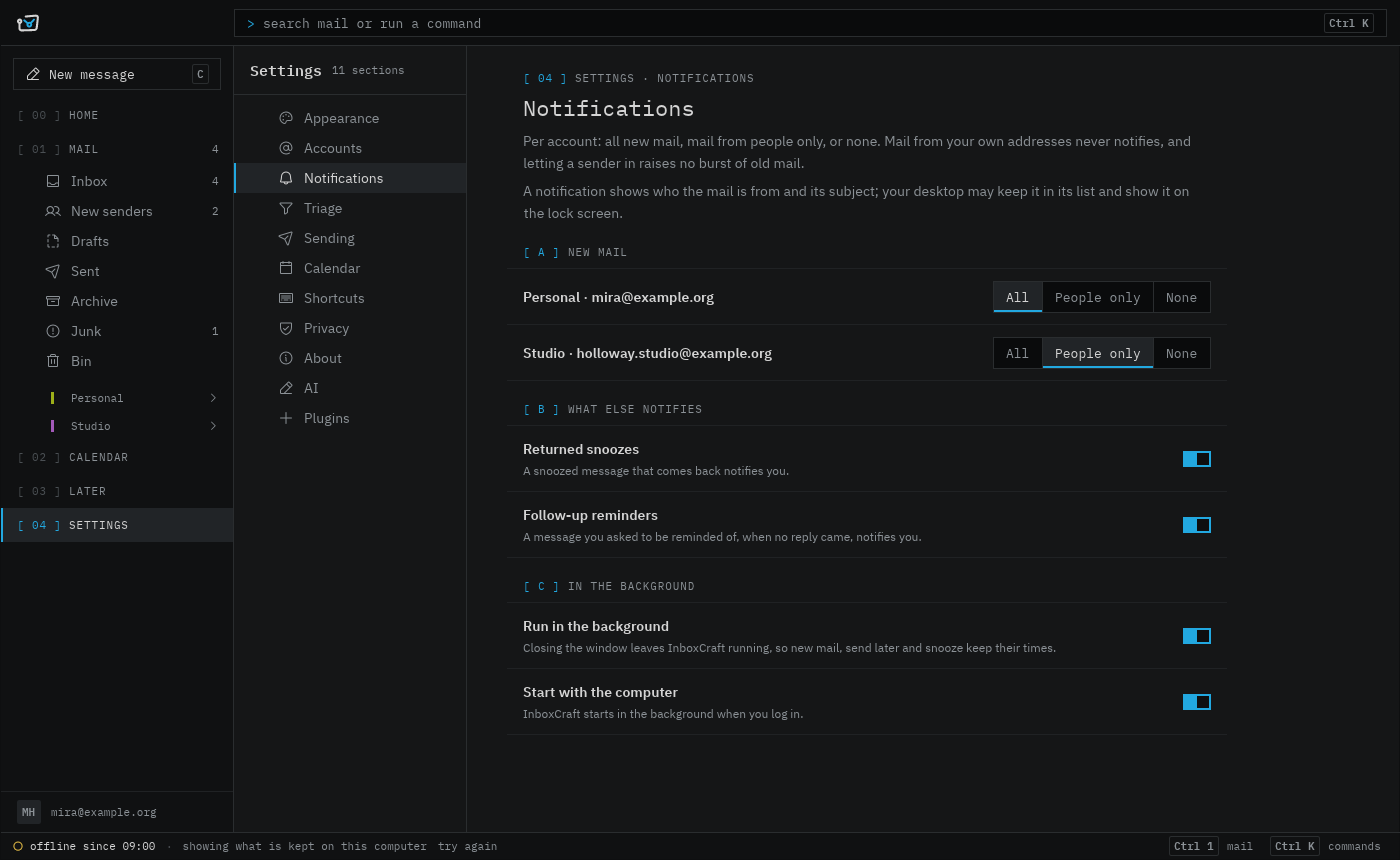 > search mail or run a command Ctrl K
New message C
[ 00 ] HOME
[ 01 ] MAIL 4
Inbox 4
New senders 2
Drafts
Sent
Archive
Junk 1
Bin
Personal
Studio
[ 02 ] CALENDAR
[ 03 ] LATER
[ 04 ] SETTINGS
MH mira@example.org
Settings 11 sections
Appearance
Accounts
Notifications
Triage
Sending
Calendar
Shortcuts
Privacy
About
AI
Plugins
[ 04 ] SETTINGS · NOTIFICATIONS
Notifications
Per account: all new mail, mail from people only, or none. Mail from your own addresses never notifies, and
letting a sender in raises no burst of old mail.
A notification shows who the mail is from and its subject; your desktop may keep it in its list and show it on
the lock screen.
[ A ] NEW MAIL
Personal · mira@example.org All People only None
Studio · holloway.studio@example.org All People only None
[ B ] WHAT ELSE NOTIFIES
Returned snoozes
A snoozed message that comes back notifies you.
Follow-up reminders
A message you asked to be reminded of, when no reply came, notifies you.
[ C ] IN THE BACKGROUND
Run in the background
Closing the window leaves InboxCraft running, so new mail, send later and snooze keep their times.
Start with the computer
InboxCraft starts in the background when you log in.
offline since 09:00 · showing what is kept on this computer try again Ctrl 1 mail Ctrl K commands